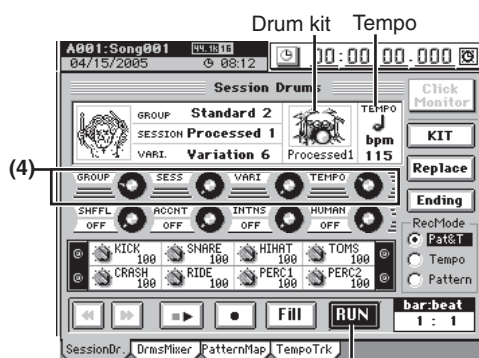 Drum kit Tempo
A001:Song001 44.1k 16 00:00 00.000
04/15/2005 08:12
Session Drums
Click Monitor
GROUP Standard 2
SESSION Processed 1
VARI. Variation 6
Processed1
TEMPO
bpm
115
KIT
Replace
Ending
(4)
GROUP SESS VARI TEMPO
SHFFL OFF ACCNT OFF INTNS OFF HUMAN OFF
RecMode
Pat&T
Tempo
Pattern
KICK 100 SNARE 100 HIHAT 100 TOMS 100
CRASH 100 RIDE 100 PERC1 100 PERC2 100
Fill RUN
bar:beat
1 : 1
SessionDr. DrmsMixer PatternMap TempoTrk